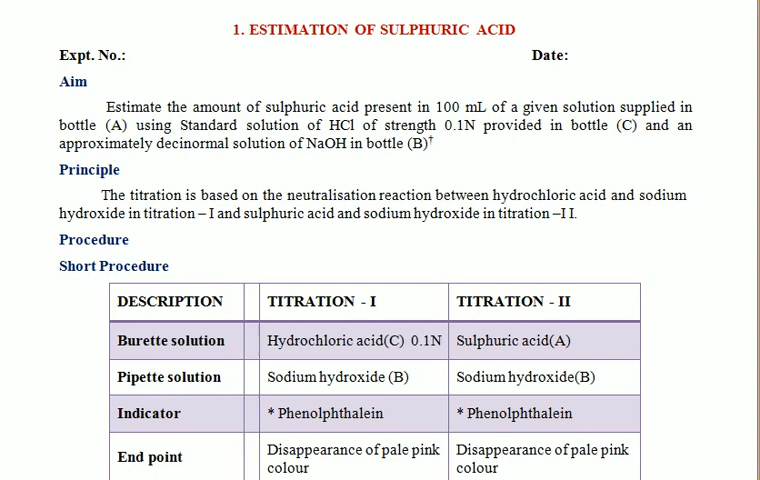 1. ESTIMATION OF SULPHURIC ACID
Expt. No.: Date:
Aim
Estimate the amount of sulphuric acid present in 100 mL of a given solution supplied in
bottle (A) using Standard solution of HCl of strength 0.1N provided in bottle (C) and an
approximately decinormal solution of NaOH in bottle (B)†
Principle
The titration is based on the neutralisation reaction between hydrochloric acid and sodium
hydroxide in titration – I and sulphuric acid and sodium hydroxide in titration –I I.
Procedure
Short Procedure
DESCRIPTION TITRATION - I TITRATION - II
Burette solution Hydrochloric acid(C) 0.1N Sulphuric acid(A)
Pipette solution Sodium hydroxide (B) Sodium hydroxide(B)
Indicator * Phenolphthalein * Phenolphthalein
End point Disappearance of pale pink colour Disappearance of pale pink colour